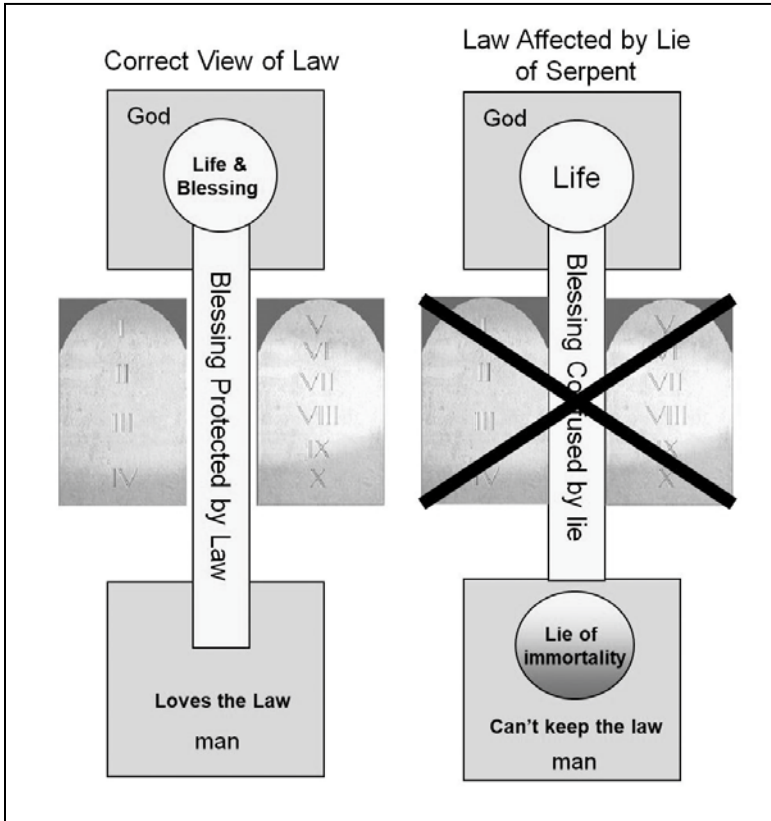 Correct View of Law
God
Life &
Blessing
Blessing Protected by Law
I
II
III
IV
V
VI
VII
VIII
IX
X
Loves the Law
man
Law Affected by Lie
of Serpent
God
Life
Blessing Confused by lie
I
II
III
IV
V
VI
VII
VIII
IX
X
Lie of
immortality
Can't keep the law
man